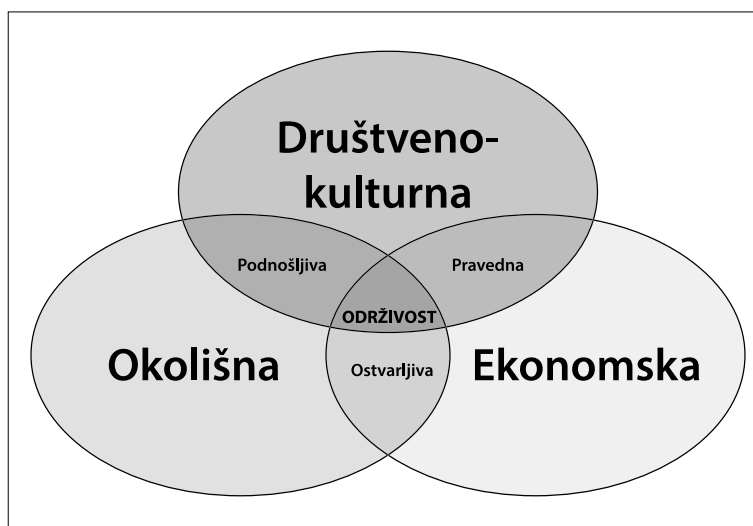 Društveno-
kulturna
Podnošljiva
Pravedna
ODRŽIVOST
Okolišna
Ostvarljiva
Ekonomska